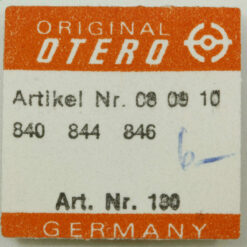 ORIGINAL
OTERO
Artikel Nr. 08 09 10
840 844 846
6
Art. Nr. 180
GERMANY